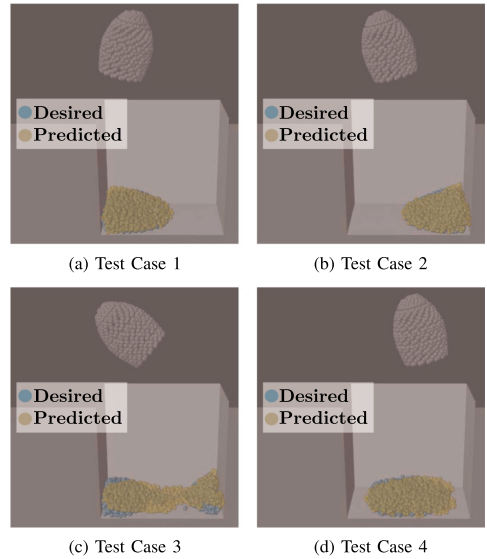 Desired
Predicted
(a) Test Case 1
Desired
Predicted
(b) Test Case 2
Desired
Predicted
(c) Test Case 3
Desired
Predicted
(d) Test Case 4